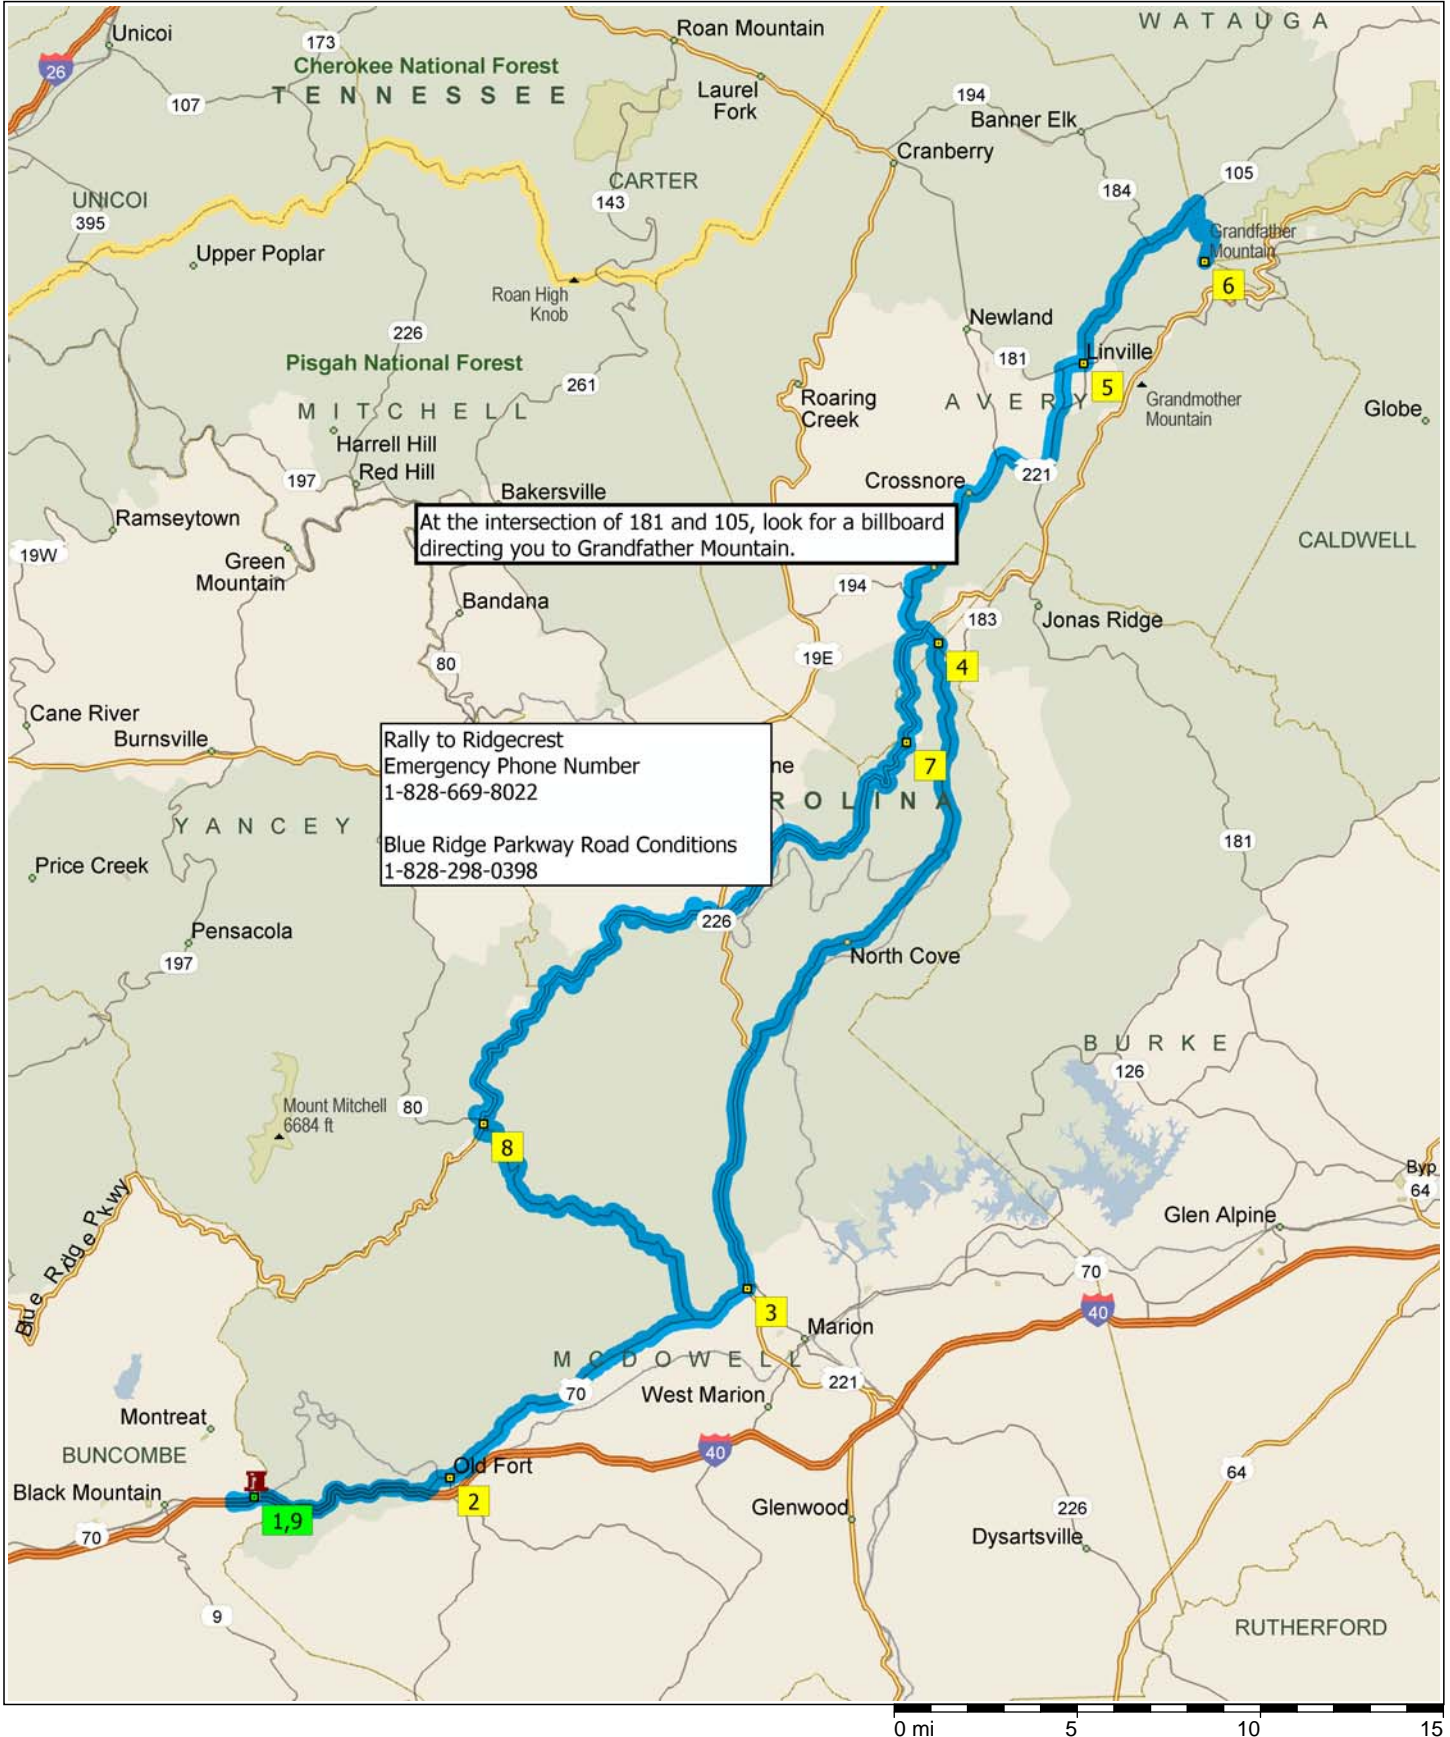 WATAUGA
Unicoi
26
173
Roan Mountain
Cherokee National Forest
TENNESSEE
107
Laurel
Fork
194
Banner Elk
Cranberry
105
UNICOI
395
CARTER
143
184
Upper Poplar
Grandfather
Mountain
6
Roan High
Knob
226
Newland
Pisgah National Forest
181
Linville
5
261
MITCHELL
Roaring
Creek
AVERY
Grandmother
Mountain
Globe
Harrell Hill
197
Red Hill
221
Crossnore
Bakersville
At the intersection of 181 and 105, look for a billboard
directing you to Grandfather Mountain.
Ramseytown
19W
Green
Mountain
CALDWELL
194
Bandana
183
Jonas Ridge
80
19E
4
Cane River
Burnsville
Rally to Ridgecrest
Emergency Phone Number
1-828-669-8022
Blue Ridge Parkway Road Conditions
1-828-298-0398
ne
7
ROLINA
YANCEY
181
Price Creek
226
Pensacola
197
North Cove
BURKE
126
Mount Mitchell
6684 ft
80
8
Byp
64
Blue Ridge Pkwy
Glen Alpine
70
40
3
Marion
MCDOWELL
70
221
West Marion
Montreat
BUNCOMBE
40
Old Fort
64
Black Mountain
2
1,9
Glenwood
226
70
Dysartsville
9
RUTHERFORD
0 mi 5 10 15